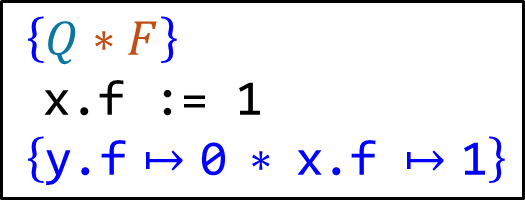 {Q * F}
x.f := 1
{y.f ↦ 0 * x.f ↦ 1}